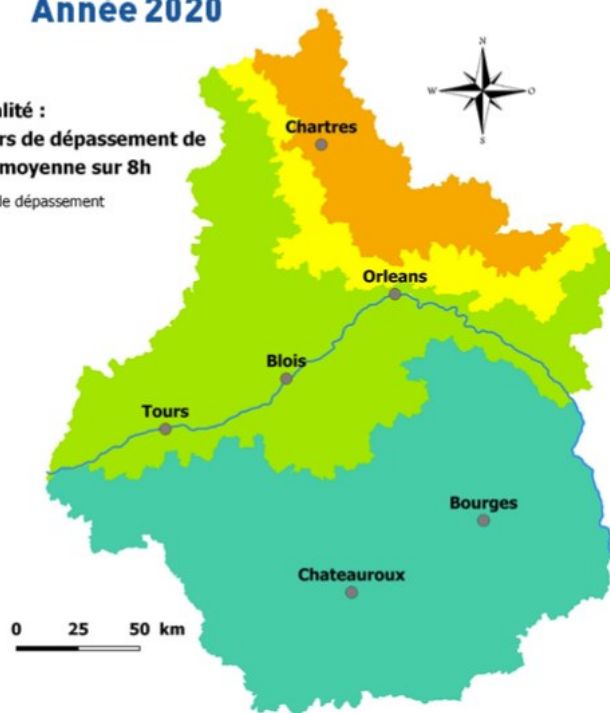 Année 2020
alité :
rs de dépassement de
moyenne sur 8h
le dépassement
N
W
O
S
Chartres
Orleans
Blois
Tours
Bourges
Chateauroux
0 25 50 km